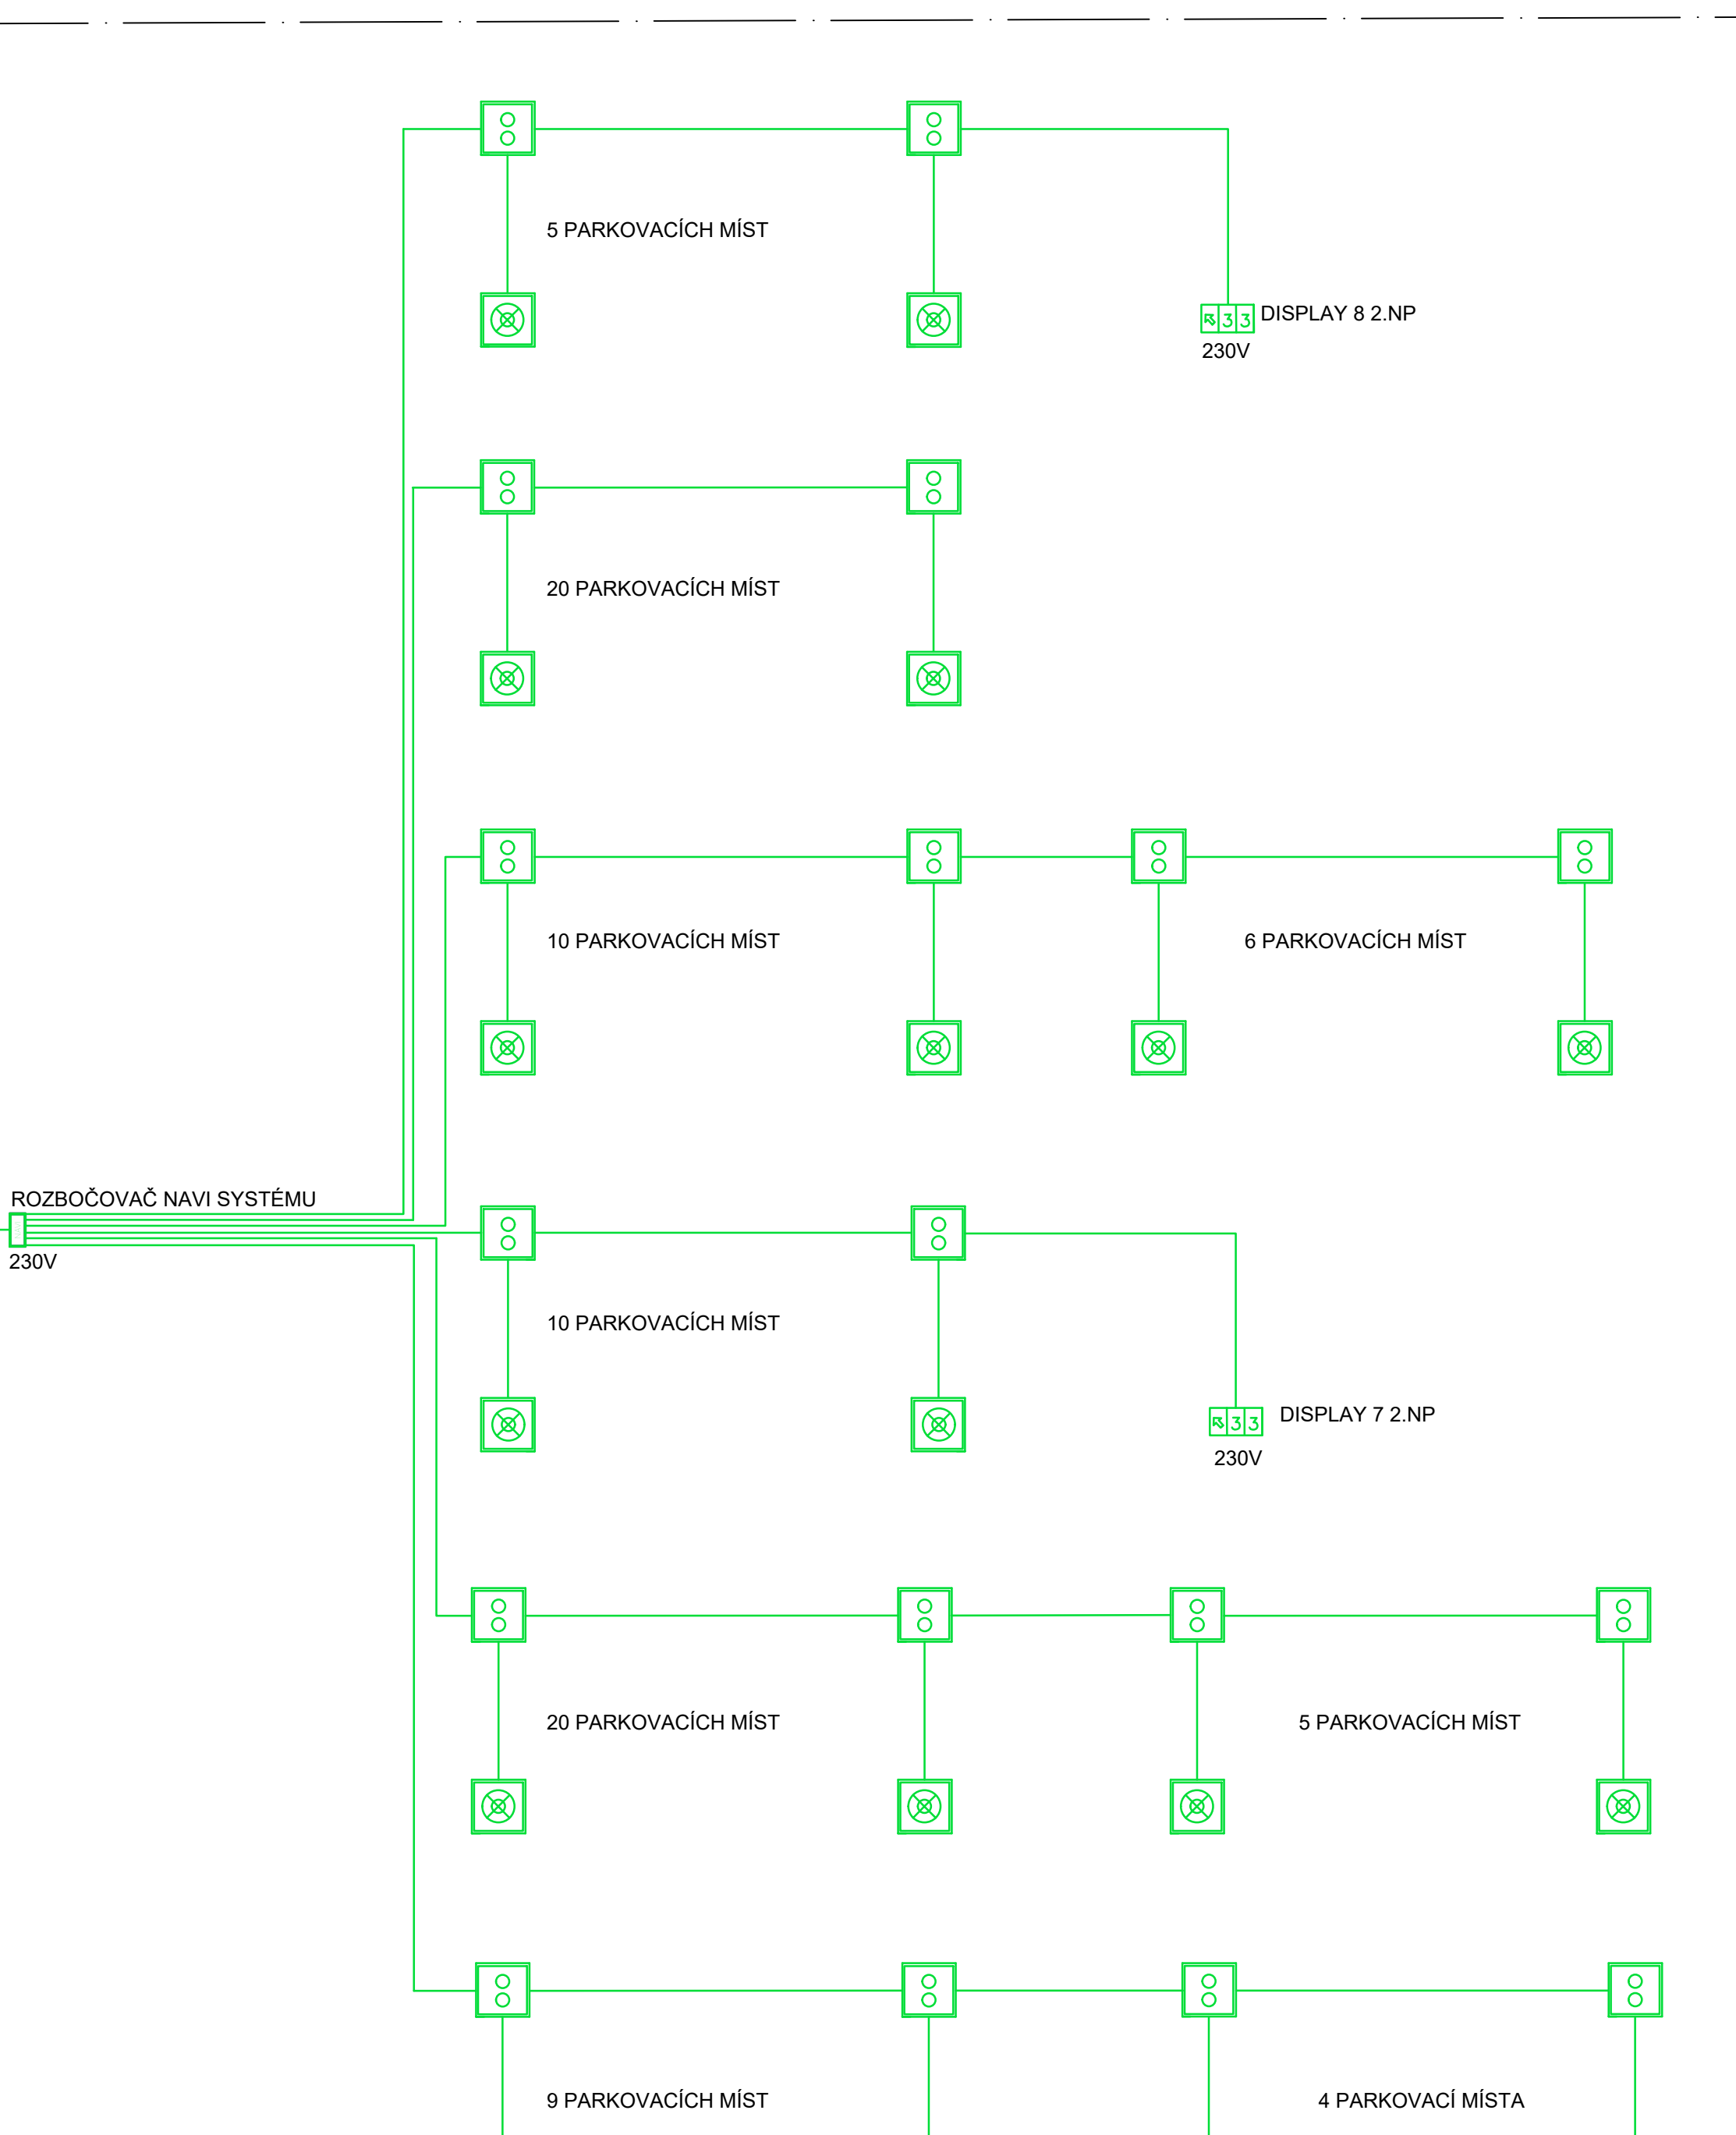 5 PARKOVACÍCH MÍST
33
DISPLAY 8 2.NP
230V
20 PARKOVACÍCH MÍST
10 PARKOVACÍCH MÍST
6 PARKOVACÍCH MÍST
ROZBOČOVAČ NAVI SYSTÉMU
230V
10 PARKOVACÍCH MÍST
33
DISPLAY 7 2.NP
230V
20 PARKOVACÍCH MÍST
5 PARKOVACÍCH MÍST
9 PARKOVACÍCH MÍST
4 PARKOVACÍ MÍSTA